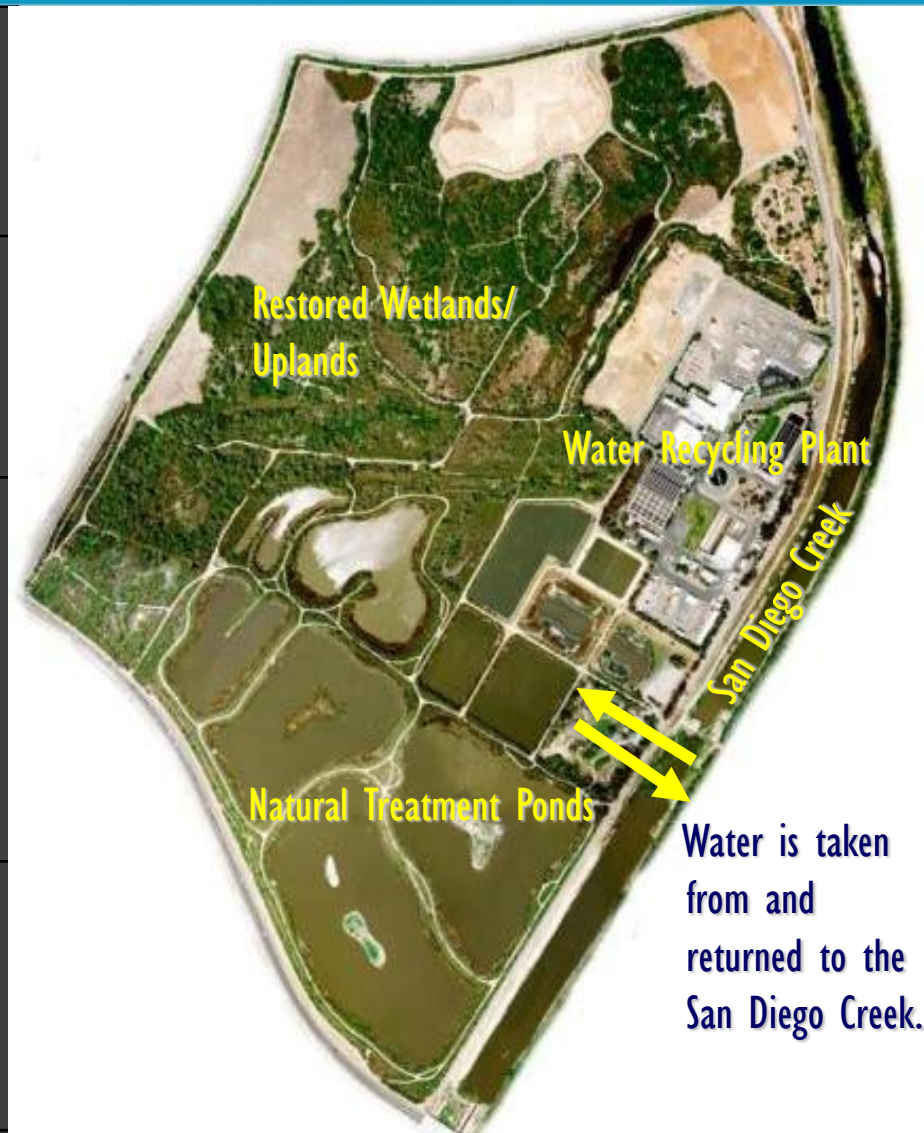 Restored Wetlands/
Uplands
Water Recycling Plant
San Diego Creek
Natural Treatment Ponds
Water is taken
from and
returned to the
San Diego Creek.